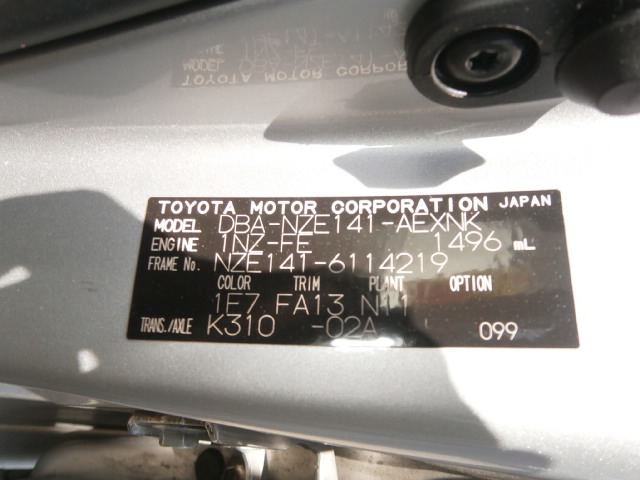 TOYOTA MOTOR CORPORATION JAPAN
MODEL DBA-NZE141-AEXNK
ENGINE 1NZ-FE 1496 mL
FRAME No. NZE141-6114219
COLOR TRIM PLANT OPTION
1E7 FA13 N11
TRANS./AXLE K310 -02A 099